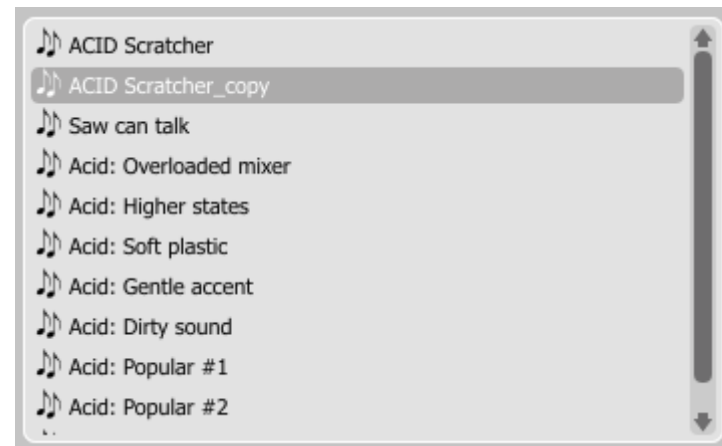 ACID Scratcher
ACID Scratcher_copy
Saw can talk
Acid: Overloaded mixer
Acid: Higher states
Acid: Soft plastic
Acid: Gentle accent
Acid: Dirty sound
Acid: Popular #1
Acid: Popular #2